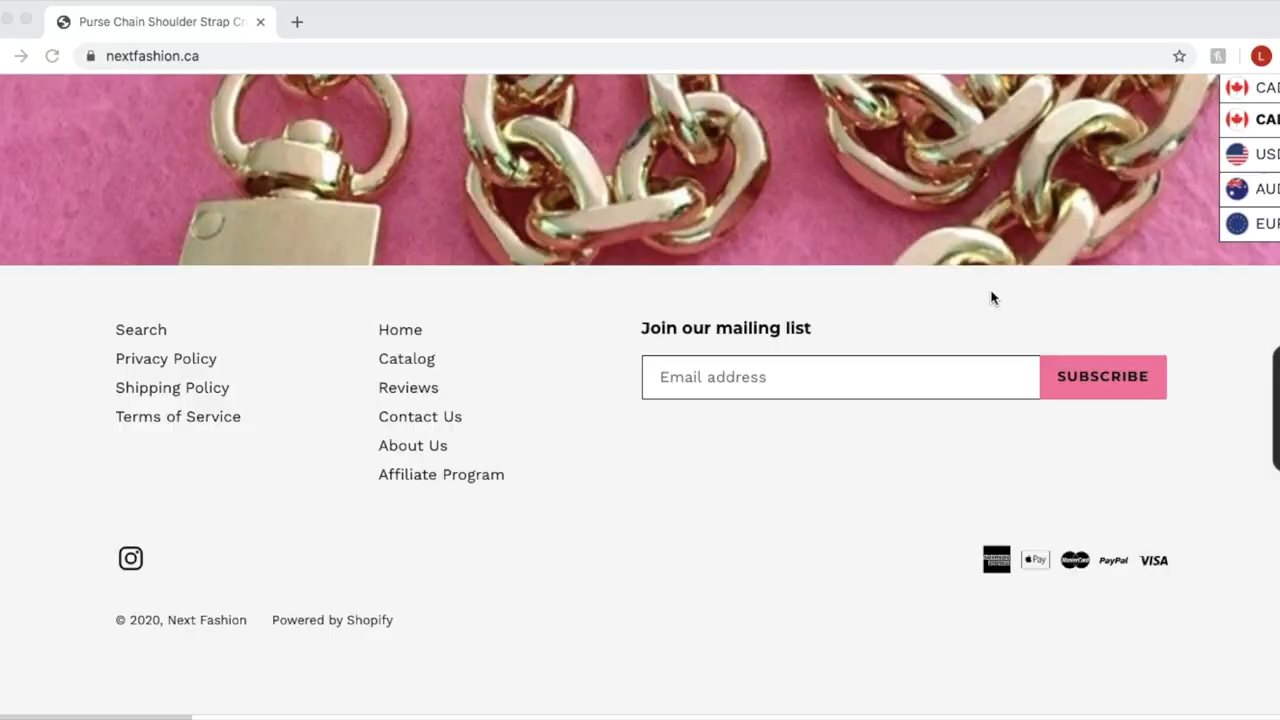 Purse Chain Shoulder Strap Cr
nextfashion.ca
L
CAD
CAD
USD
AUD
EUR
Search
Privacy Policy
Shipping Policy
Terms of Service
Home
Catalog
Reviews
Contact Us
About Us
Affiliate Program
Join our mailing list
Email address
SUBSCRIBE
Pay
MasterCard
PayPal
VISA
© 2020, Next Fashion
Powered by Shopify